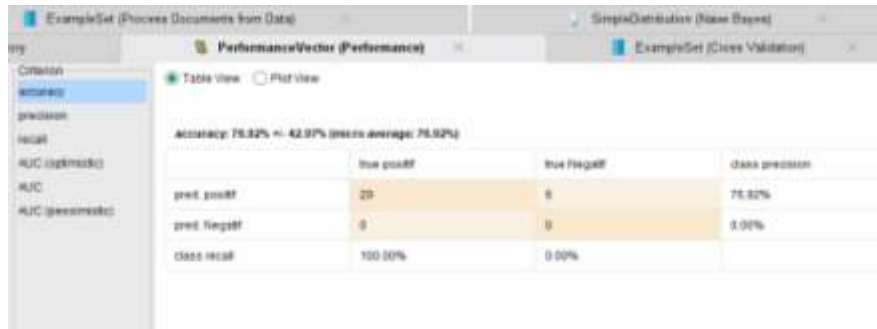 ExampleSet (Process Documents from Data)
SimpleDistribution (Naive Bayes)
ory
PerformanceVector (Performance)
ExampleSet (Cross Validation)
Criterion
accuracy
precision
recall
AUC (optimistic)
AUC
AUC (pessimistic)
Table View Plot View
accuracy: 76.92% +/- 42.97% (micro average: 76.92%)
true positif true Negatif class precision
pred. positif 20 6 76.92%
pred. Negatif 0 0 0.00%
class recall 100.00% 0.00%